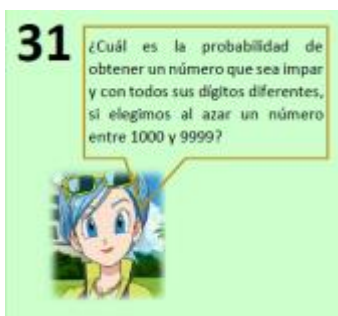 31
¿Cuál es la probabilidad de
obtener un número que sea impar
y con todos sus dígitos diferentes,
si elegimos al azar un número
entre 1000 y 9999?